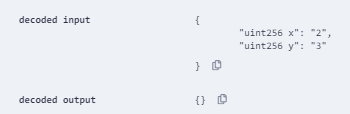 decoded input {
"uint256 x": "2",
"uint256 y": "3"
}
decoded output {}